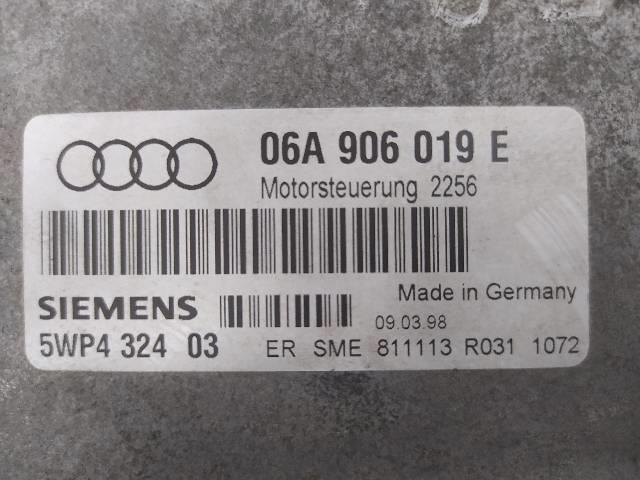 06A 906 019 E
Motorsteuerung 2256
Made in Germany
SIEMENS
09.03.98
5WP4 324 03 ER SME 811113 R031 1072